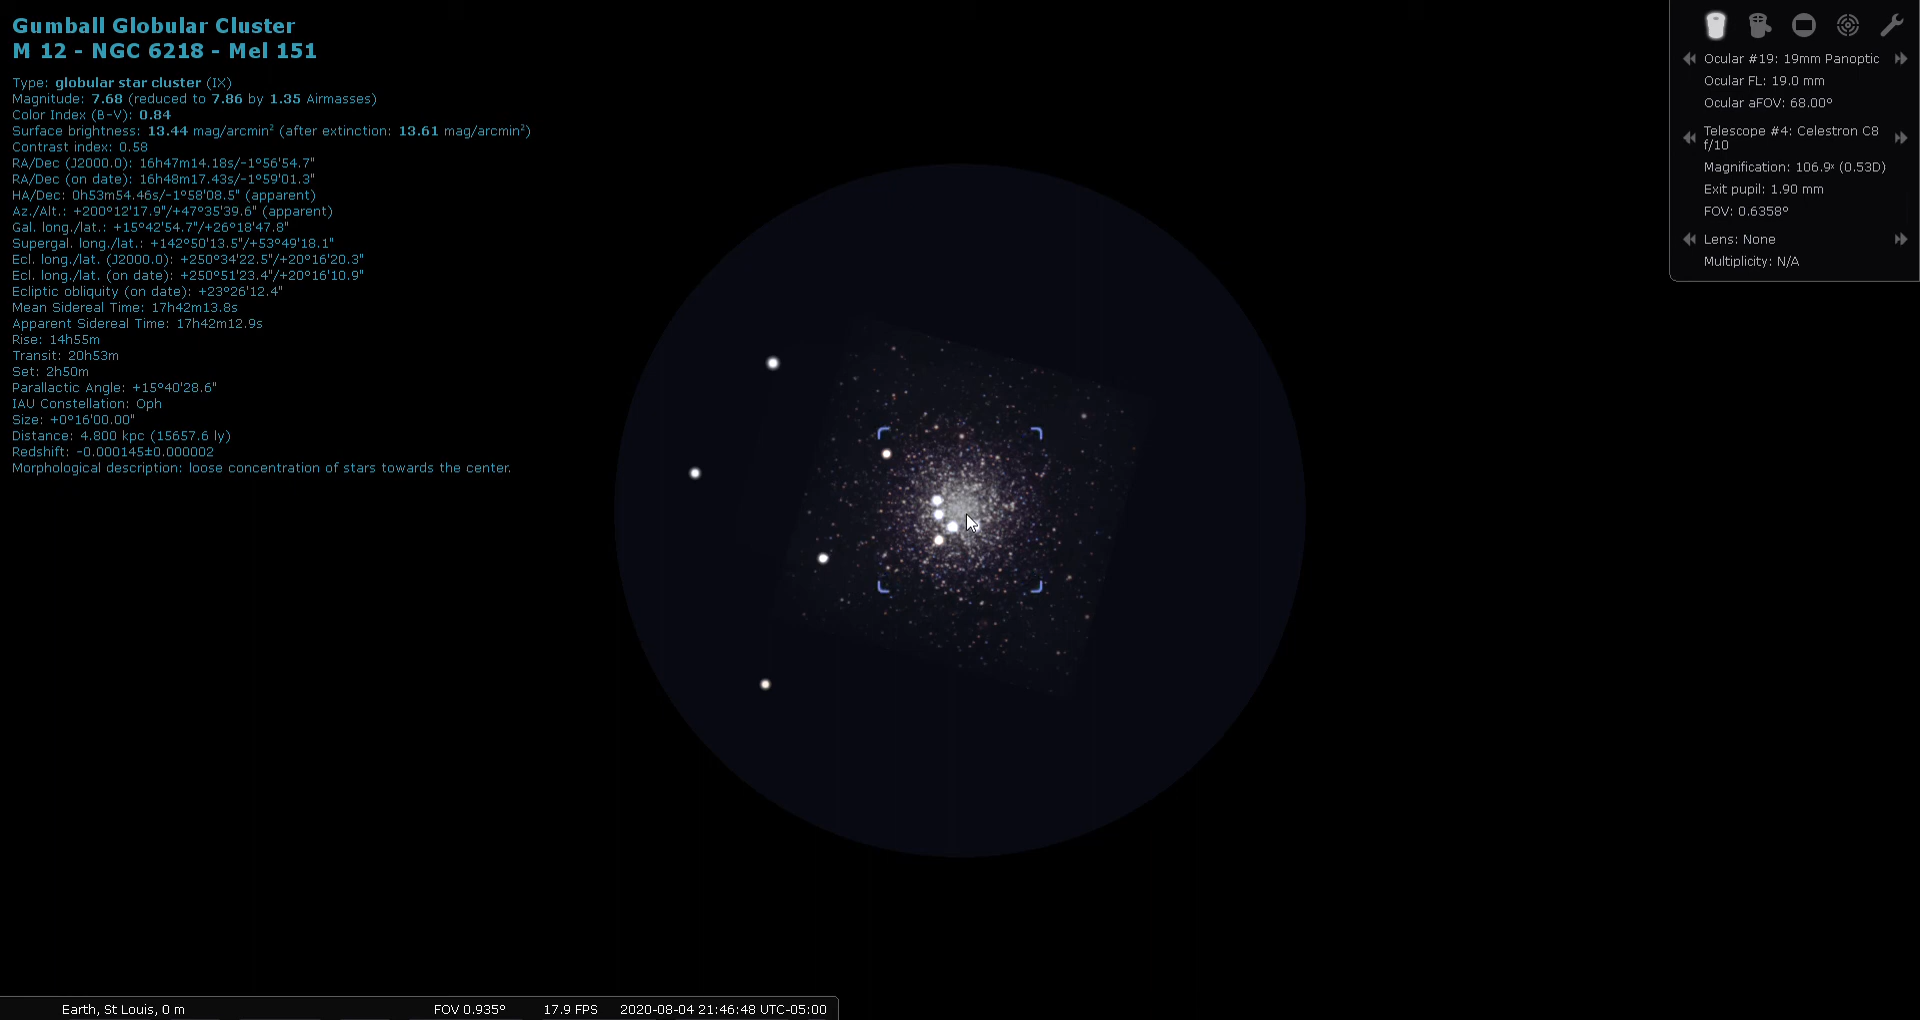 Gumball Globular Cluster
M 12 - NGC 6218 - Mel 151
Type: globular star cluster (IX)
Magnitude: 7.68 (reduced to 7.86 by 1.35 Airmasses)
Color Index (B-V): 0.84
Surface brightness: 13.44 mag/arcmin² (after extinction: 13.61 mag/arcmin²)
Contrast index: 0.58
RA/Dec (J2000.0): 16h47m14.18s/-1°56'54.7"
RA/Dec (on date): 16h48m17.43s/-1°59'01.3"
HA/Dec: 0h53m54.46s/-1°58'08.5" (apparent)
Az./Alt.: +200°12'17.9"/+47°35'39.6" (apparent)
Gal. long./lat.: +15°42'54.7"/+26°18'47.8"
Supergal. long./lat.: +142°50'13.5"/+53°49'18.1"
Ecl. long./lat. (J2000.0): +250°34'22.5"/+20°16'20.3"
Ecl. long./lat. (on date): +250°51'23.4"/+20°16'10.9"
Ecliptic obliquity (on date): +23°26'12.4"
Mean Sidereal Time: 17h42m13.8s
Apparent Sidereal Time: 17h42m12.9s
Rise: 14h55m
Transit: 20h53m
Set: 2h50m
Parallactic Angle: +15°40'28.6"
IAU Constellation: Oph
Size: +0°16'00.00"
Distance: 4.800 kpc (15657.6 ly)
Redshift: -0.000145±0.000002
Morphological description: loose concentration of stars towards the center.
Ocular #19: 19mm Panoptic
Ocular FL: 19.0 mm
Ocular aFOV: 68.00°
Telescope #4: Celestron C8
f/10
Magnification: 106.9ˣ (0.53D)
Exit pupil: 1.90 mm
FOV: 0.6358°
Lens: None
Multiplicity: N/A
Earth, St Louis, 0 m FOV 0.935° 17.9 FPS 2020-08-04 21:46:48 UTC-05:00